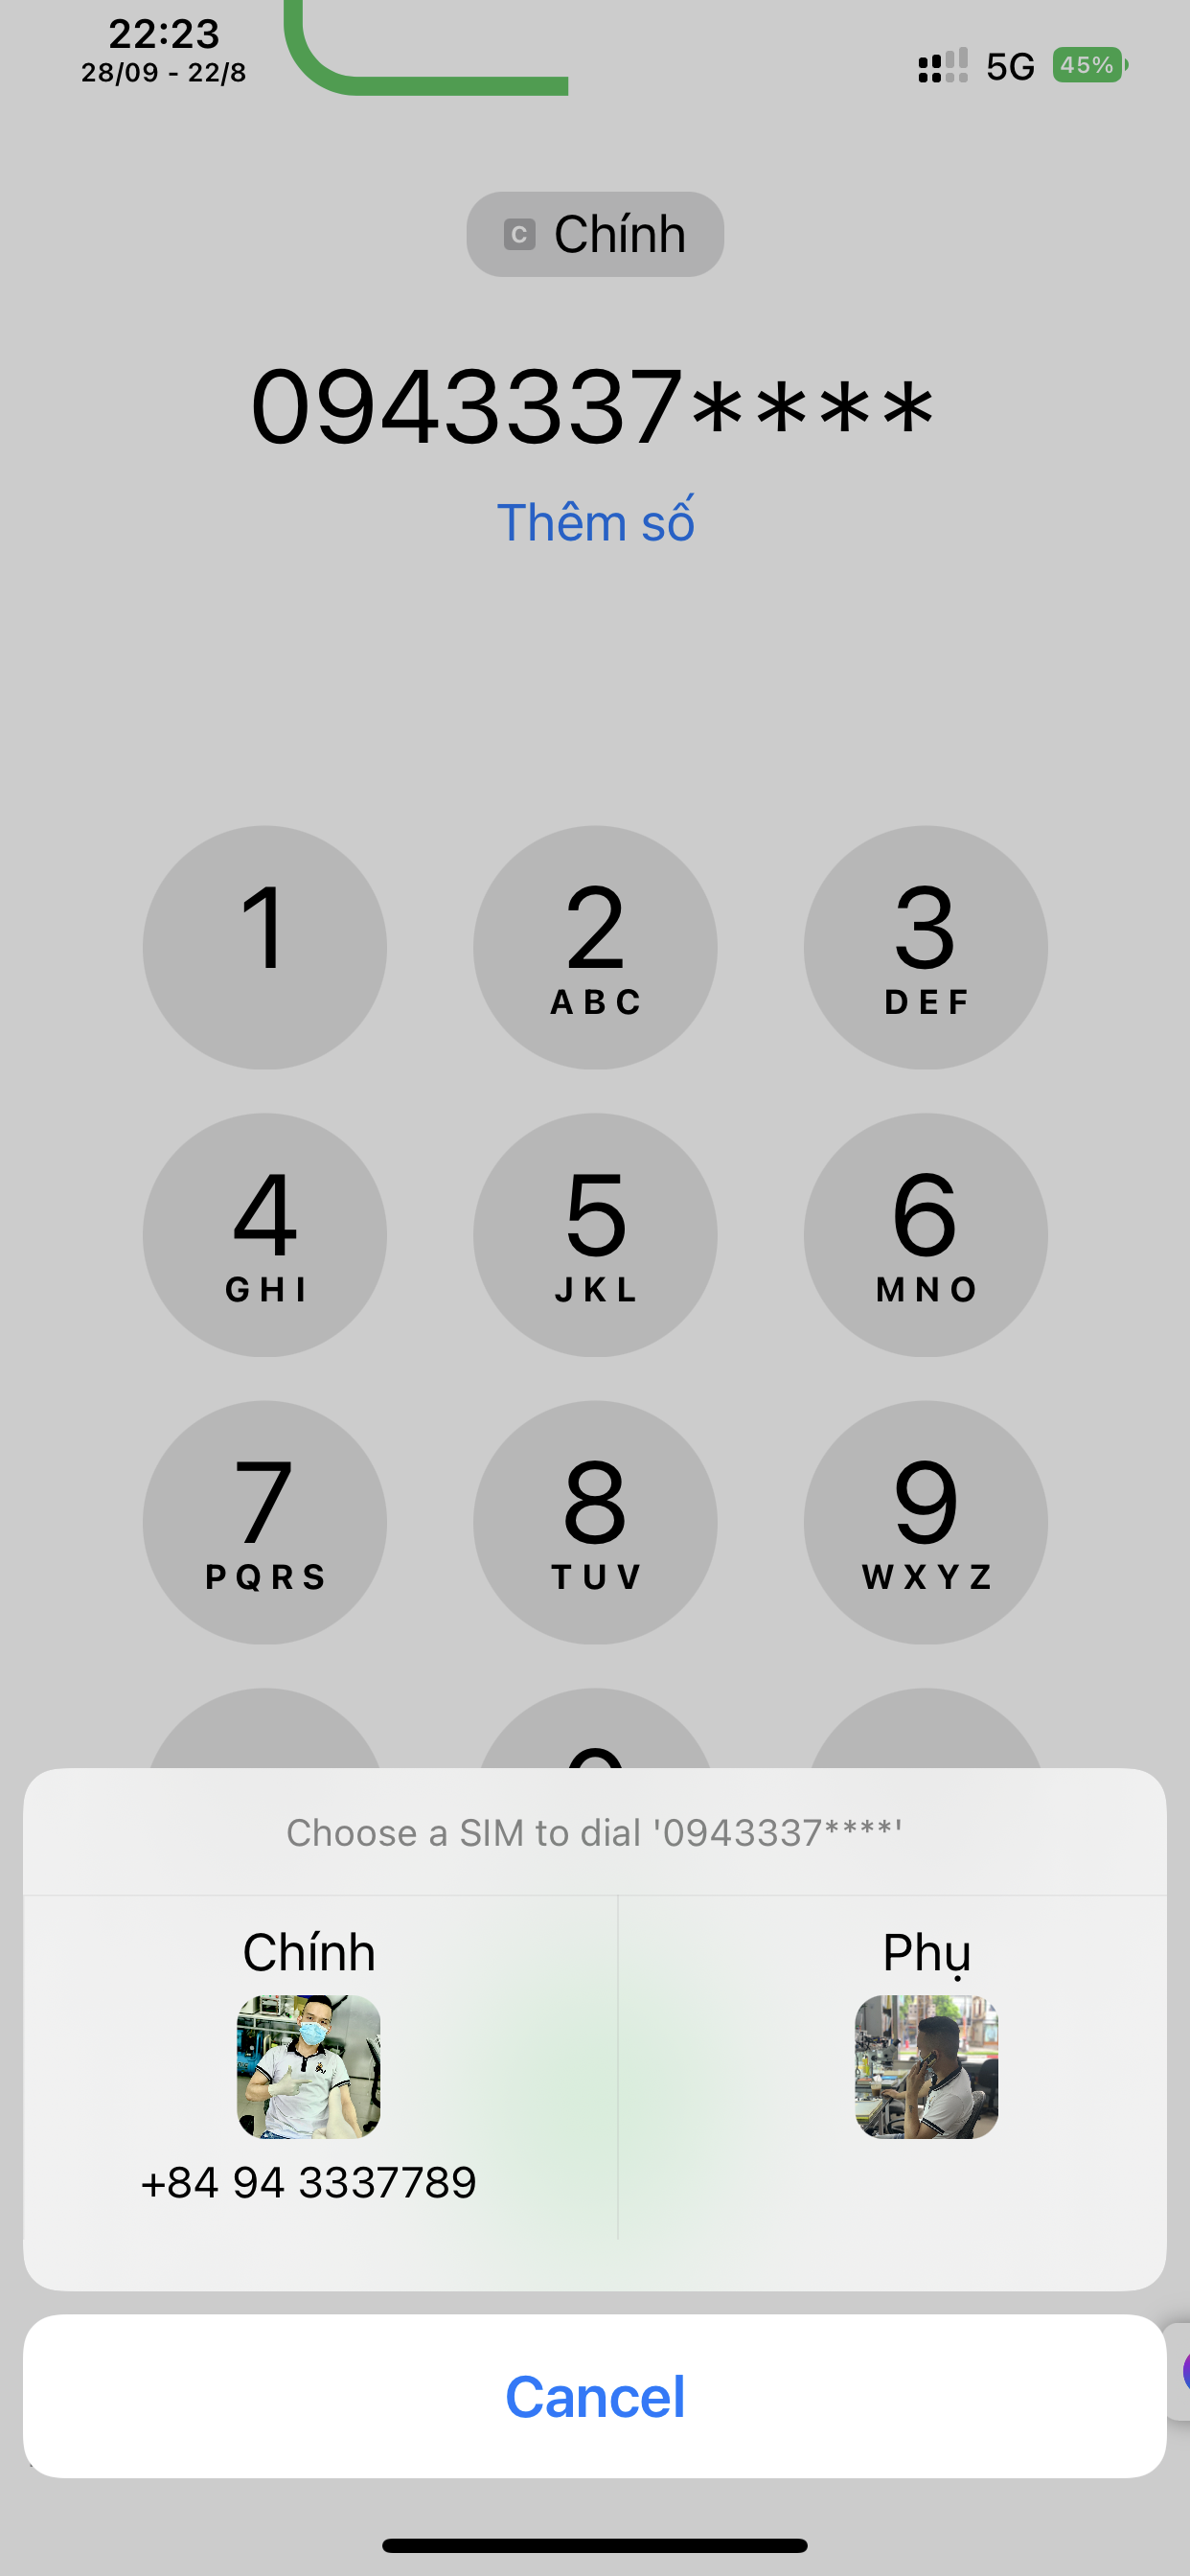 22:23
28/09 - 22/8
5G
45%
C Chính
0943337****
Thêm số
1
2
ABC
3
DEF
4
GHI
5
JKL
6
MNO
7
PQRS
8
TUV
9
WXYZ
Choose a SIM to dial '0943337****'
Chính
Phụ
+84 94 3337789
Cancel